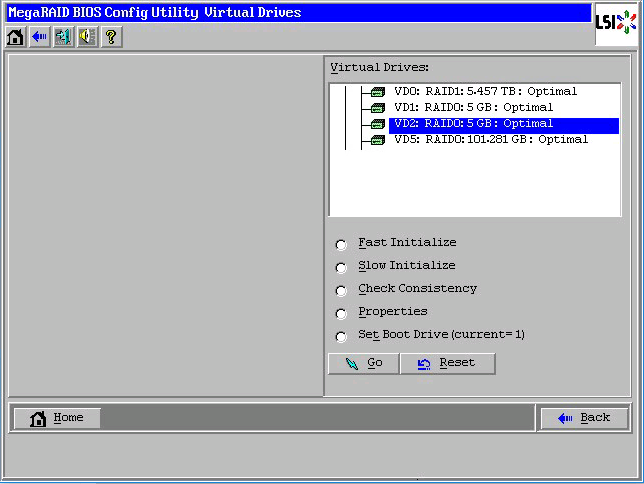 MegaRAID BIOS Config Utility Virtual Drives
LSI
?
Virtual Drives:
VD0: RAID1: 5.457 TB: Optimal
VD1: RAID0: 5 GB: Optimal
VD2: RAID0: 5 GB: Optimal
VD5: RAID0: 101.281 GB: Optimal
Fast Initialize
Slow Initialize
Check Consistency
Properties
Set Boot Drive (current= 1)
Go
Reset
Home
Back